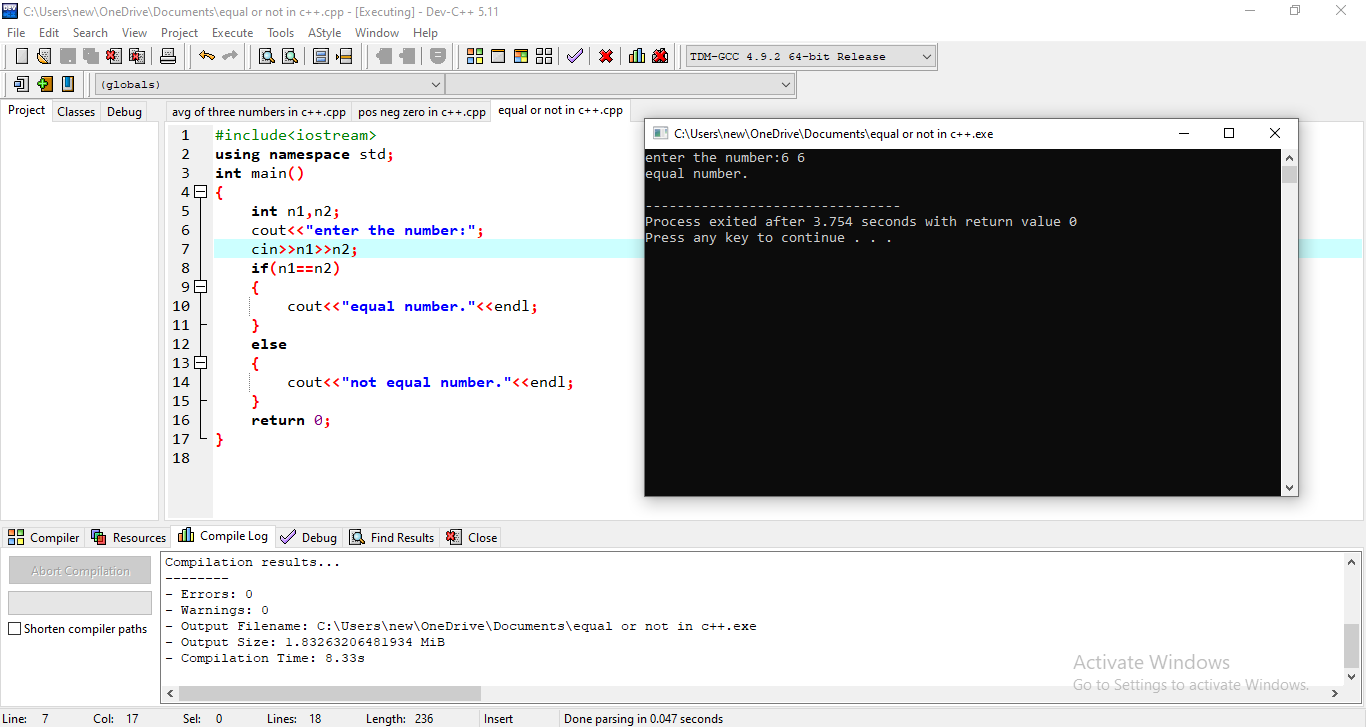 C:\Users\new\OneDrive\Documents\equal or not in c++.cpp - [Executing] - Dev-C++ 5.11
File Edit Search View Project Execute Tools AStyle Window Help
TDM-GCC 4.9.2 64-bit Release
(globals)
Project Classes Debug
avg of three numbers in c++.cpp pos neg zero in c++.cpp equal or not in c++.cpp
1 #include<iostream>
2 using namespace std;
3 int main()
4 {
5 int n1,n2;
6 cout<<"enter the number:";
7 cin>>n1>>n2;
8 if(n1==n2)
9 {
10 cout<<"equal number."<<endl;
11 }
12 else
13 {
14 cout<<"not equal number."<<endl;
15 }
16 return 0;
17 }
18
C:\Users\new\OneDrive\Documents\equal or not in c++.exe
enter the number:6 6
equal number.
--------------------------------
Process exited after 3.754 seconds with return value 0
Press any key to continue . . .
Compiler Resources Compile Log Debug Find Results Close
Abort Compilation
Shorten compiler paths
Compilation results...
--------
- Errors: 0
- Warnings: 0
- Output Filename: C:\Users\new\OneDrive\Documents\equal or not in c++.exe
- Output Size: 1.83263206481934 MiB
- Compilation Time: 8.33s
Activate Windows
Go to Settings to activate Windows.
Line: 7 Col: 17 Sel: 0 Lines: 18 Length: 236 Insert Done parsing in 0.047 seconds